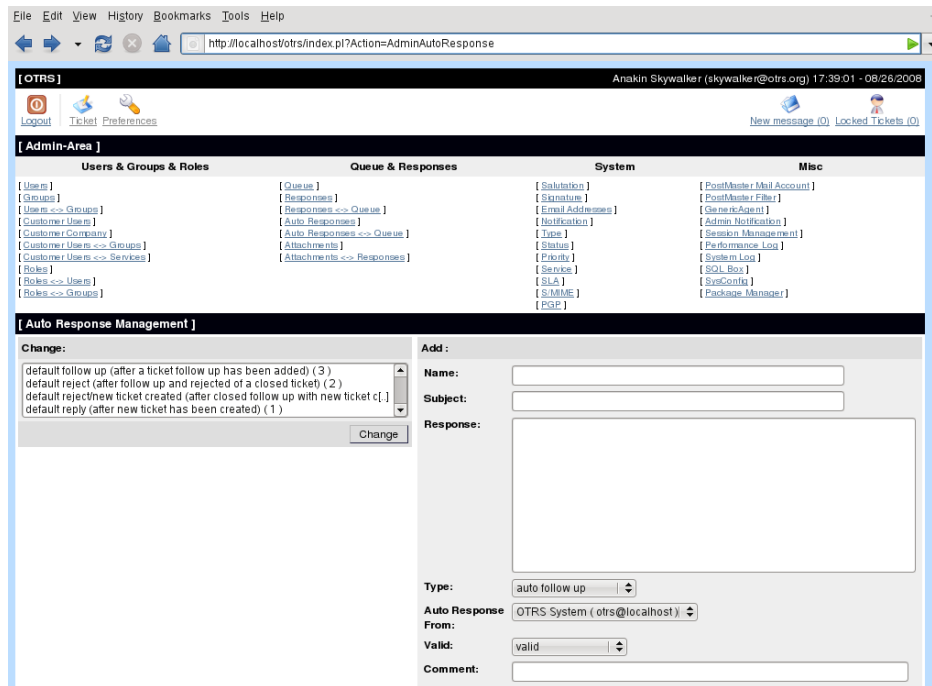 File Edit View History Bookmarks Tools Help
http://localhost/otrs/index.pl?Action=AdminAutoResponse
[ OTRS ] Anakin Skywalker (skywalker@otrs.org) 17:39:01 - 08/26/2008
Logout Ticket Preferences New message (0) Locked Tickets (0)
[ Admin-Area ]
Users & Groups & Roles Queue & Responses System Misc
[ Users ] [ Queue ] [ Salutation ] [ PostMaster Mail Account ]
[ Groups ] [ Responses ] [ Signature ] [ PostMaster Filter ]
[ Users <-> Groups ] [ Responses <-> Queue ] [ Email Addresses ] [ GenericAgent ]
[ Customer Users ] [ Auto Responses ] [ Notification ] [ Admin Notification ]
[ Customer Company ] [ Auto Responses <-> Queue ] [ Type ] [ Session Management ]
[ Customer Users <-> Groups ] [ Attachments ] [ Status ] [ Performance Log ]
[ Customer Users <-> Services ] [ Attachments <-> Responses ] [ Priority ] [ System Log ]
[ Roles ] [ Service ] [ SQL Box ]
[ Roles <-> Users ] [ SLA ] [ SysConfig ]
[ Roles <-> Groups ] [ S/MIME ] [ Package Manager ]
[ PGP ]
[ Auto Response Management ]
Change:
default follow up (after a ticket follow up has been added) ( 3 )
default reject (after follow up and rejected of a closed ticket) ( 2 )
default reject/new ticket created (after closed follow up with new ticket c[..]
default reply (after new ticket has been created) ( 1 )
Change
Add :
Name:
Subject:
Response:
Type: auto follow up
Auto Response From: OTRS System ( otrs@localhost )
Valid: valid
Comment: